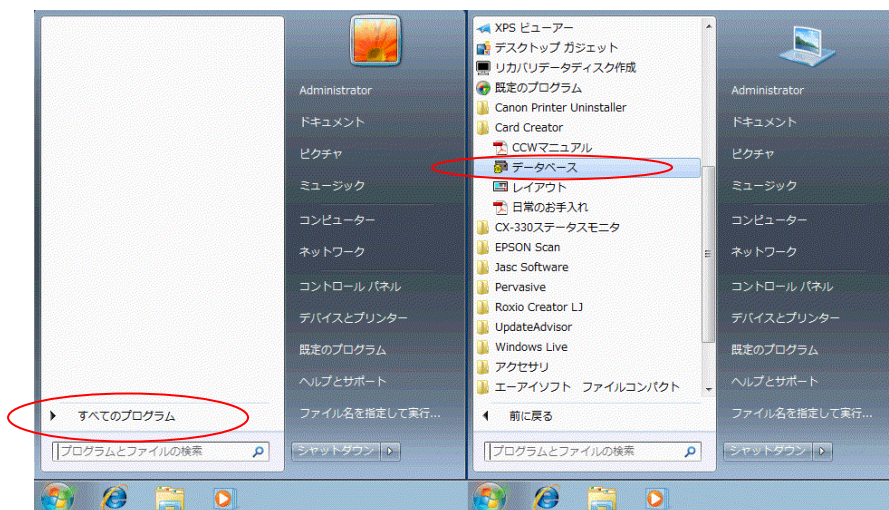 Administrator
ドキュメント
ピクチャ
ミュージック
コンピューター
ネットワーク
コントロール パネル
デバイスとプリンター
既定のプログラム
ヘルプとサポート
ファイル名を指定して実行...
すべてのプログラム
プログラムとファイルの検索
シャットダウン
XPS ビューアー
デスクトップ ガジェット
リカバリデータディスク作成
既定のプログラム
Canon Printer Uninstaller
Card Creator
CCWマニュアル
データベース
レイアウト
日常のお手入れ
CX-330ステータスモニタ
EPSON Scan
Jasc Software
Pervasive
Roxio Creator LJ
UpdateAdvisor
Windows Live
アクセサリ
エーアイソフト ファイルコンパクト
前に戻る
プログラムとファイルの検索
Administrator
ドキュメント
ピクチャ
ミュージック
コンピューター
ネットワーク
コントロール パネル
デバイスとプリンター
既定のプログラム
ヘルプとサポート
ファイル名を指定して実行...
シャットダウン